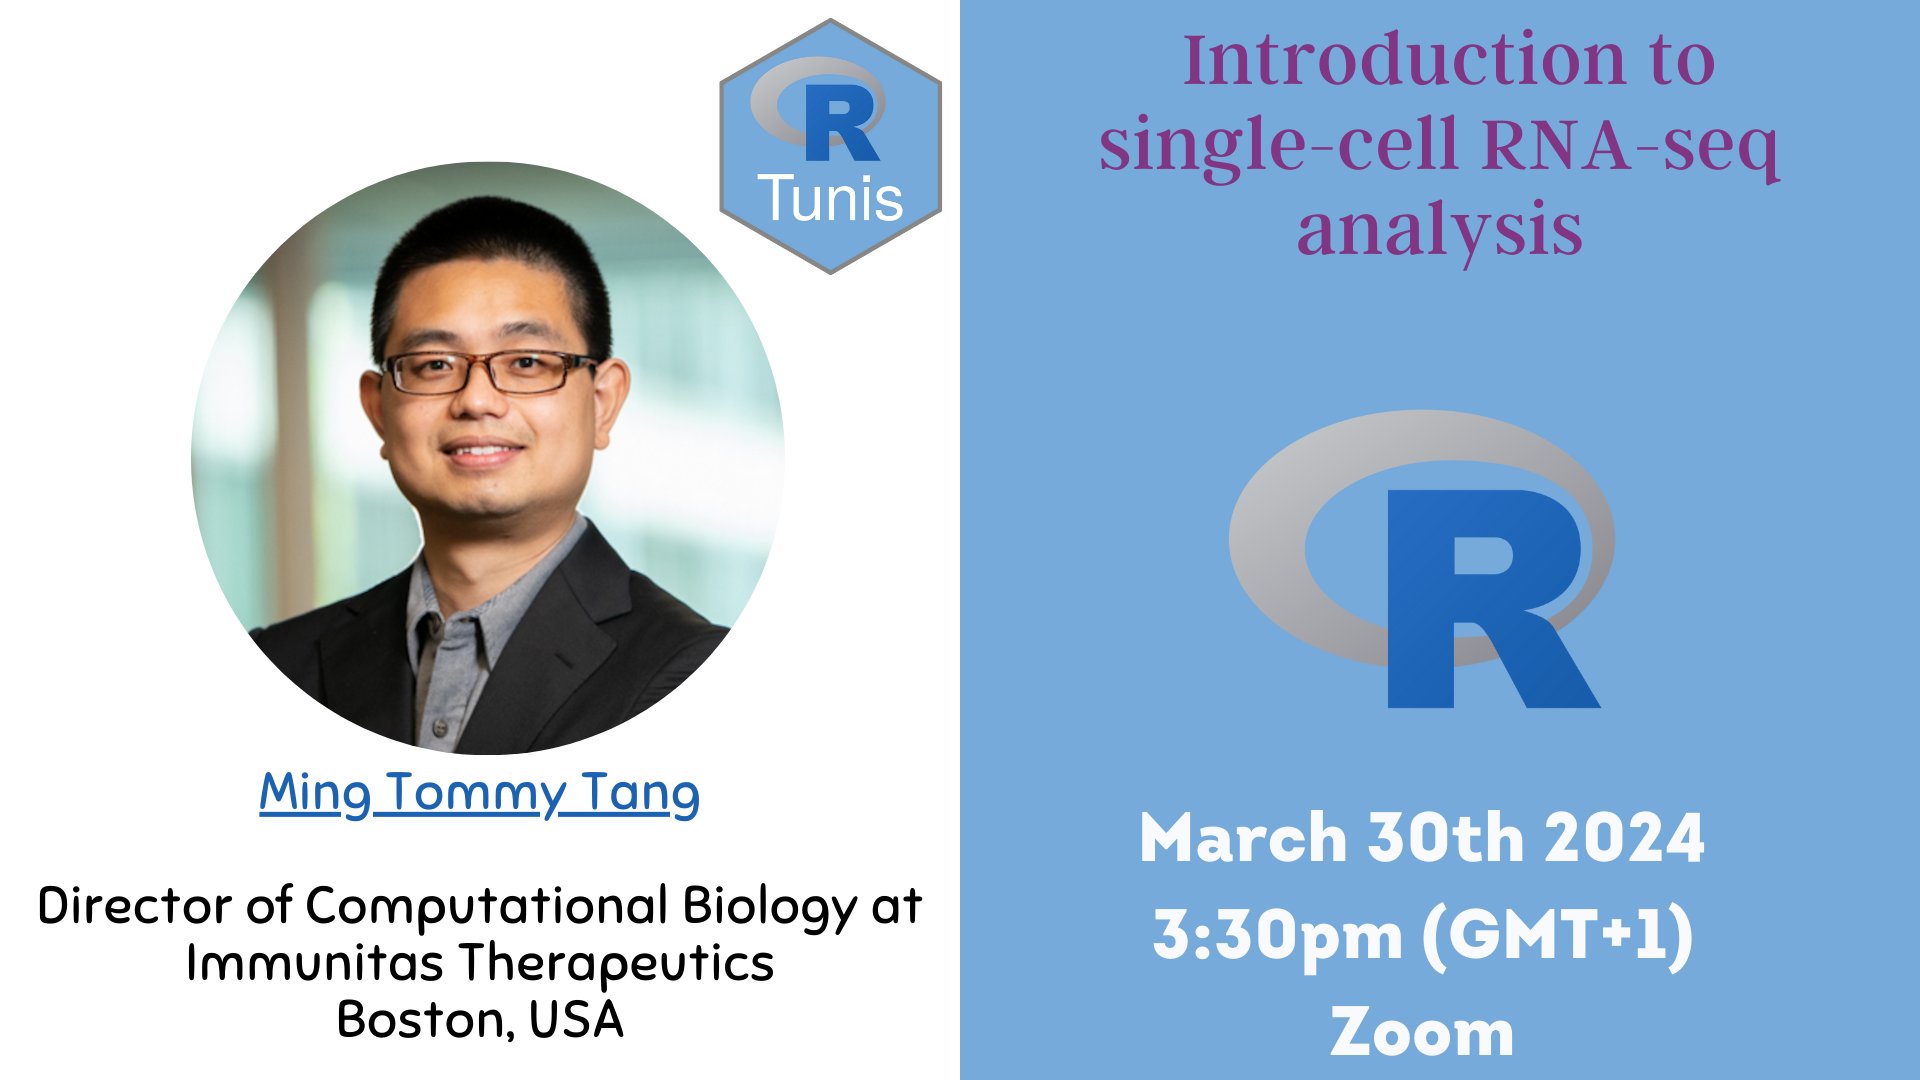 R
Tunis
Ming Tommy Tang
Director of Computational Biology at
Immunitas Therapeutics
Boston, USA
Introduction to
single-cell RNA-seq
analysis
R
March 30th 2024
3:30pm (GMT+1)
Zoom